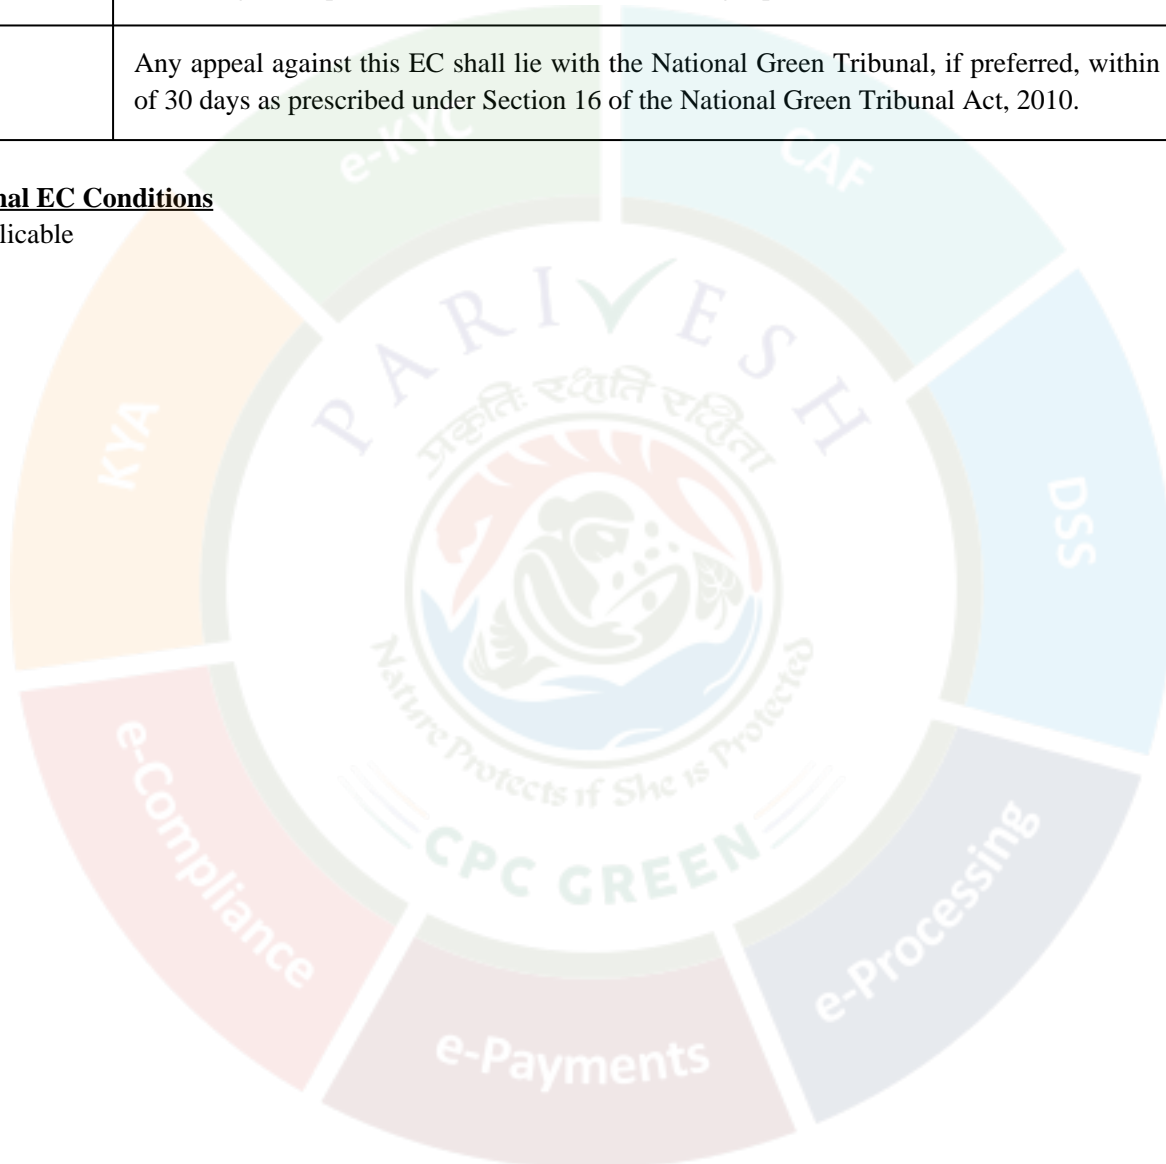 Any appeal against this EC shall lie with the National Green Tribunal, if preferred, within
of 30 days as prescribed under Section 16 of the National Green Tribunal Act, 2010.
nal EC Conditions
licable
e-KYC
CAF
PARIVESH
प्रकृतिः रक्षति रक्षिता
KYA
DSS
Nature Protects if She is Protected
e-Compliance
CPC GREEN
e-Processing
e-Payments